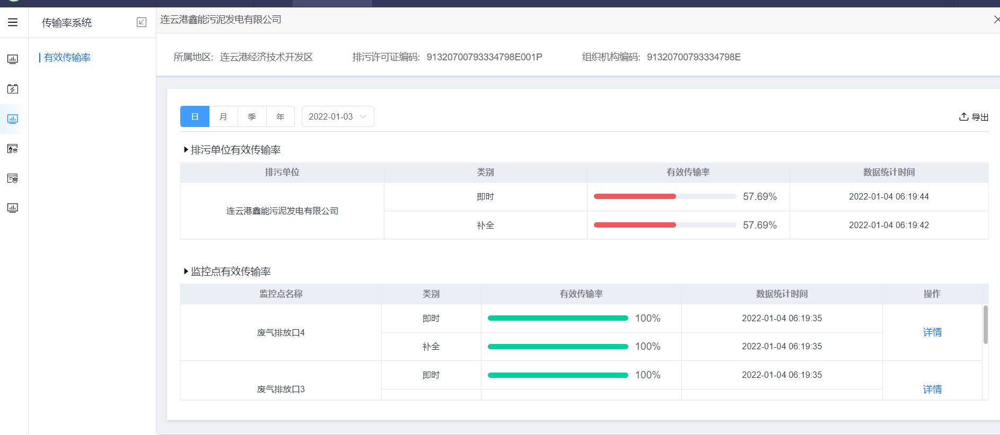 传输率系统
连云港鑫能污泥发电有限公司
有效传输率
所属地区: 连云港经济技术开发区 排污许可证编码: 91320700793334798E001P 组织机构编码: 91320700793334798E
日 月 季 年 2022-01-03 导出
排污单位有效传输率
排污单位 类别 有效传输率 数据统计时间
即时 57.69% 2022-01-04 06:19:44
连云港鑫能污泥发电有限公司
补全 57.69% 2022-01-04 06:19:42
监控点有效传输率
监控点名称 类别 有效传输率 数据统计时间 操作
即时 100% 2022-01-04 06:19:35
废气排放口4 详情
补全 100% 2022-01-04 06:19:35
即时 100% 2022-01-04 06:19:35
废气排放口3 详情